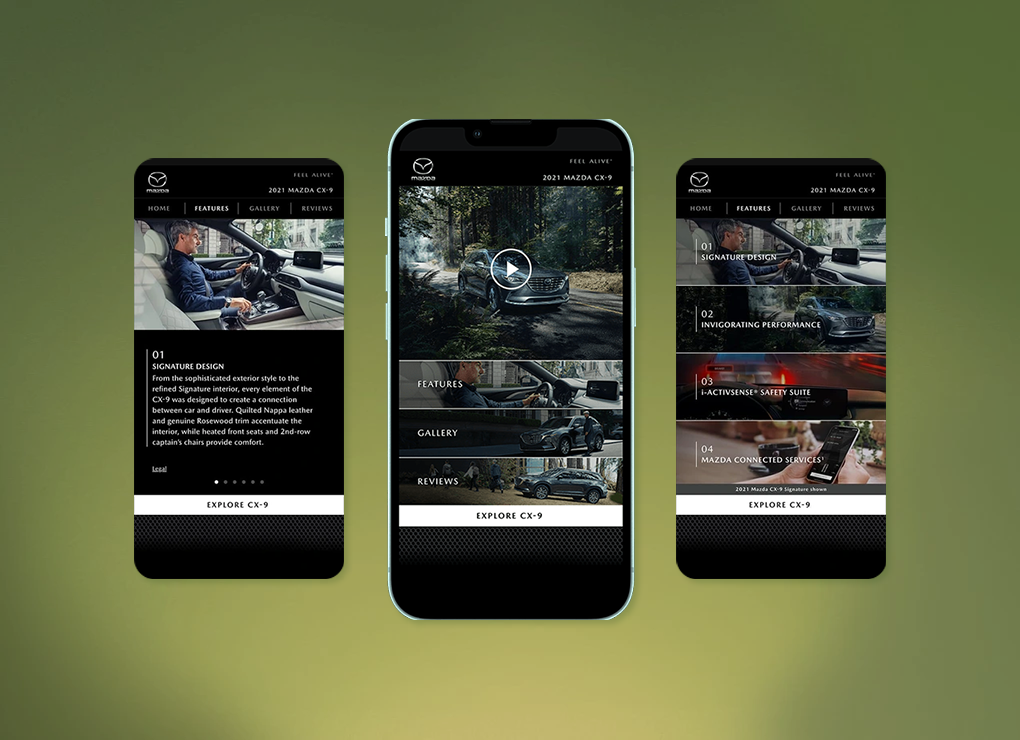 mazda
FEEL ALIVE®
2021 MAZDA CX-9
HOME
FEATURES
GALLERY
REVIEWS
01
SIGNATURE DESIGN
From the sophisticated exterior style to the
refined Signature interior, every element of the
CX-9 was designed to create a connection
between car and driver. Quilted Nappa leather
and genuine Rosewood trim accentuate the
interior, while heated front seats and 2nd-row
captain's chairs provide comfort.
Legal
EXPLORE CX-9
mazda
FEEL ALIVE®
2021 MAZDA CX-9
FEATURES
GALLERY
REVIEWS
EXPLORE CX-9
mazda
FEEL ALIVE®
2021 MAZDA CX-9
HOME
FEATURES
GALLERY
REVIEWS
01
SIGNATURE DESIGN
02
INVIGORATING PERFORMANCE
03
i-ACTIVSENSE® SAFETY SUITE
04
MAZDA CONNECTED SERVICES¹
2021 Mazda CX-9 Signature shown
EXPLORE CX-9